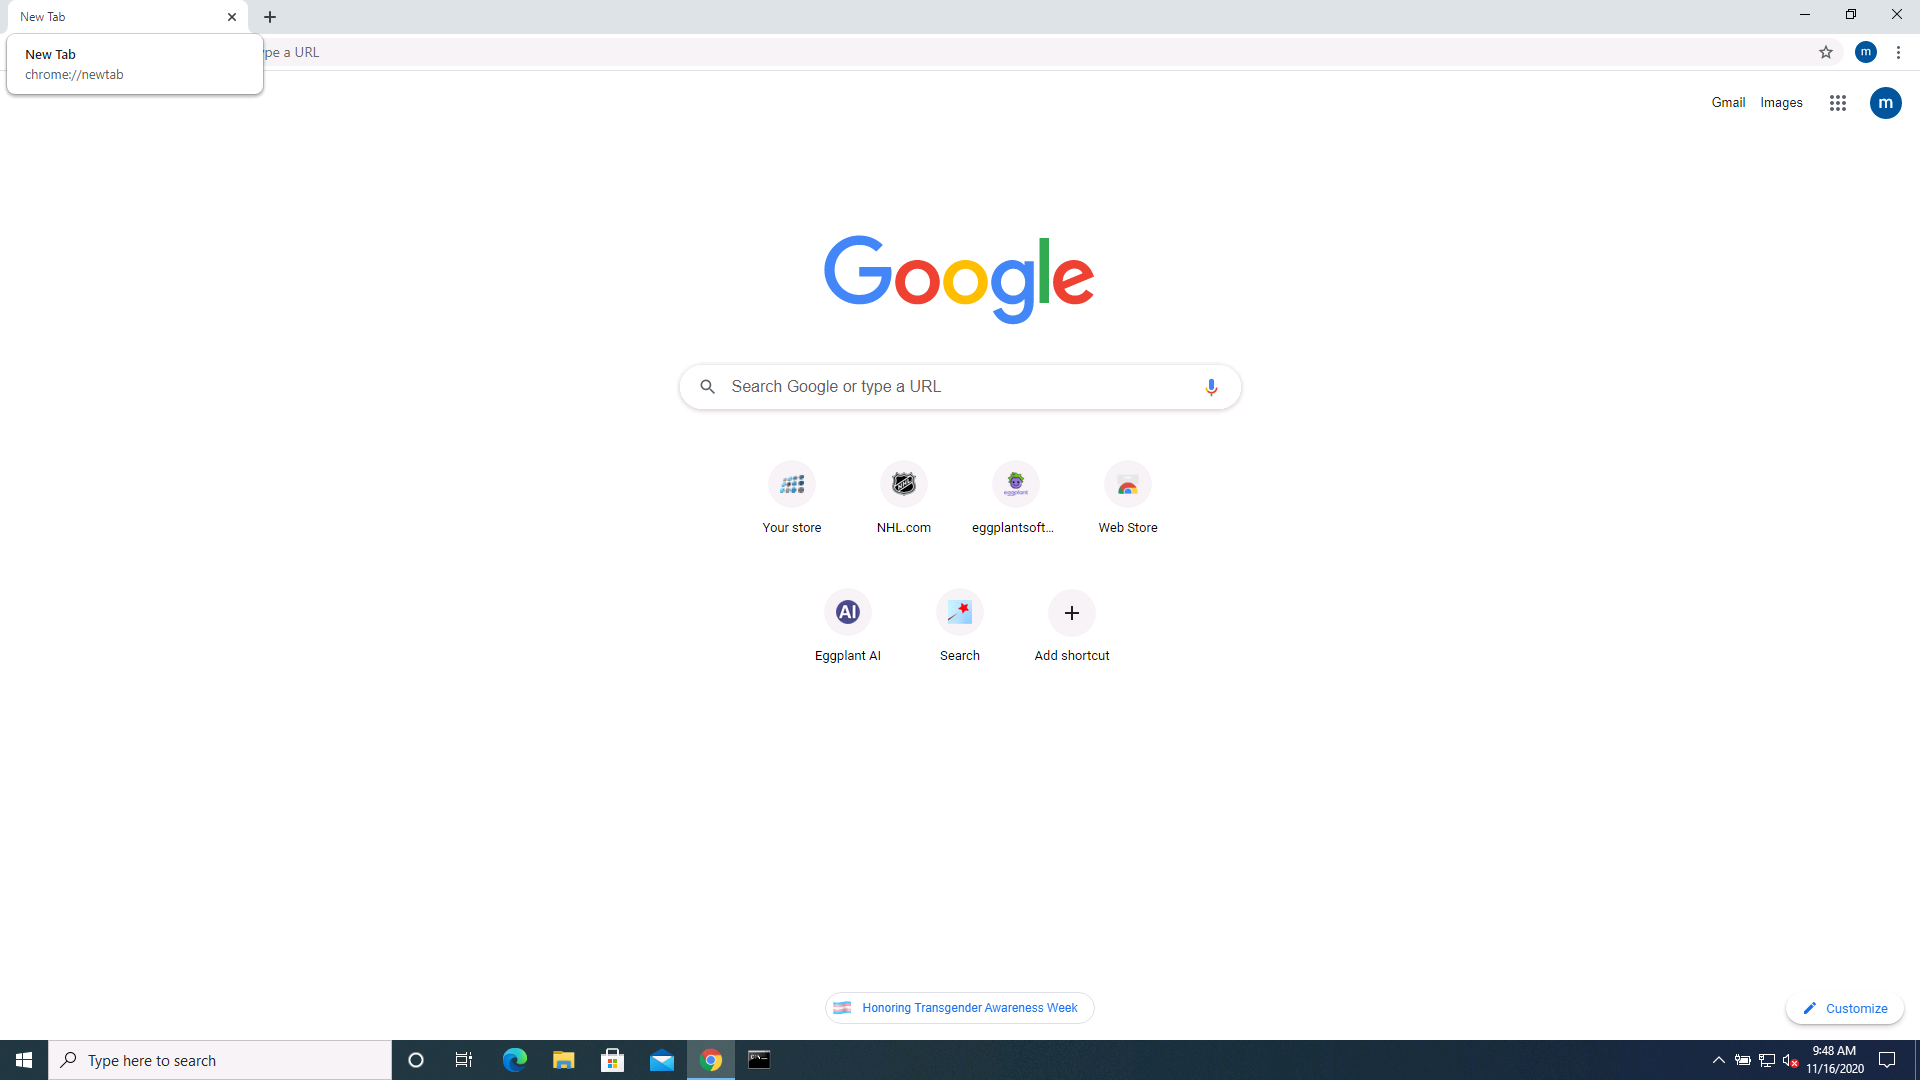 New Tab
New Tab
chrome://newtab
ype a URL
m
Gmail
Images
m
Google
Search Google or type a URL
Your store
NHL.com
eggplantsoft...
Web Store
Eggplant AI
Search
Add shortcut
Honoring Transgender Awareness Week
Customize
Type here to search
9:48 AM
11/16/2020